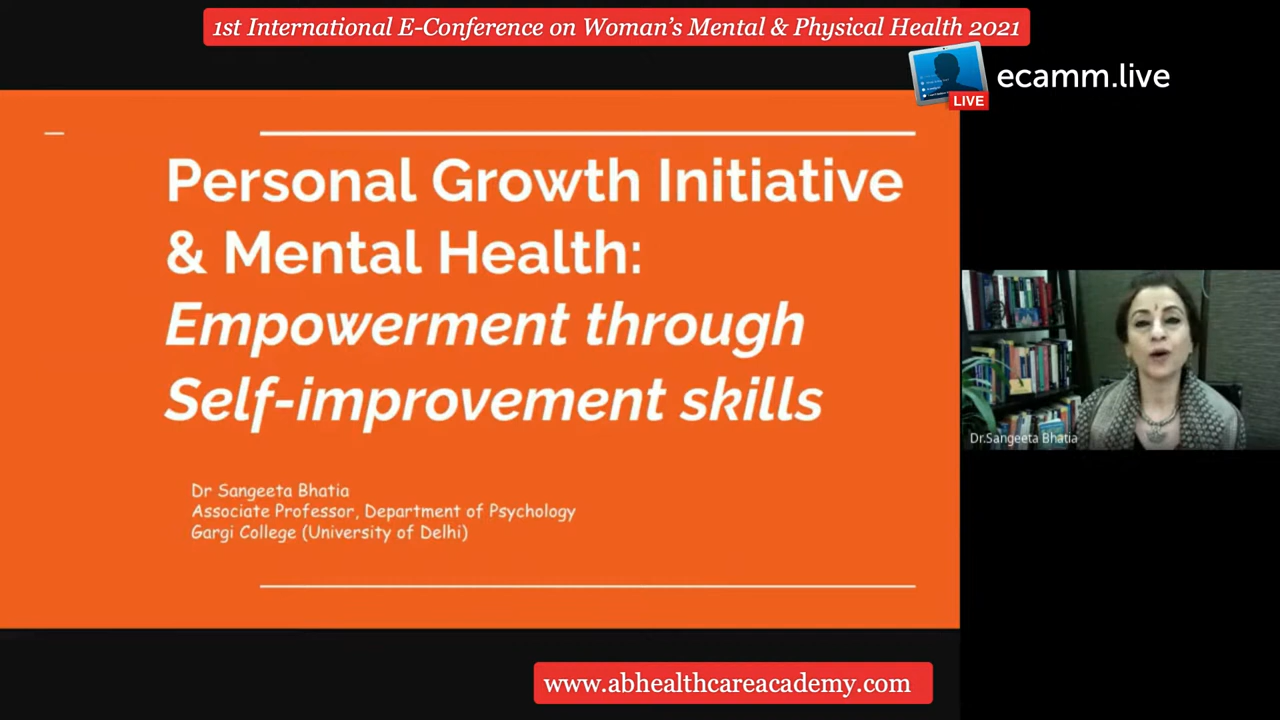 1st International E-Conference on Woman's Mental & Physical Health 2021
LIVE
ecamm.live
Personal Growth Initiative
& Mental Health:
Empowerment through
Self-improvement skills
Dr Sangeeta Bhatia
Associate Professor, Department of Psychology
Gargi College (University of Delhi)
Dr.Sangeeta Bhatia
www.abhealthcareacademy.com